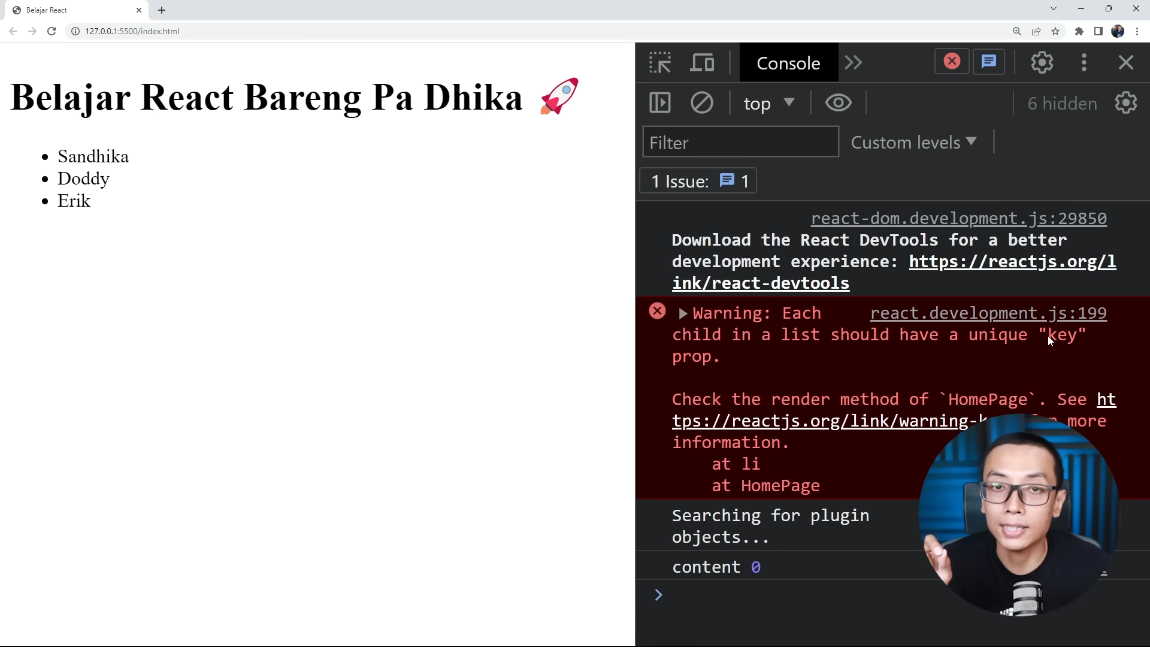 Belajar React
127.0.0.1:5500/index.html
Belajar React Bareng Pa Dhika 🚀
Sandhika
Doddy
Erik
Console
top
6 hidden
Filter
Custom levels
1 Issue: 1
react-dom.development.js:29850
Download the React DevTools for a better
development experience: https://reactjs.org/l
ink/react-devtools
Warning: Each react.development.js:199
child in a list should have a unique "key"
prop.
Check the render method of `HomePage`. See ht
tps://reactjs.org/link/warning-k more
information.
at li
at HomePage
Searching for plugin
objects...
content 0